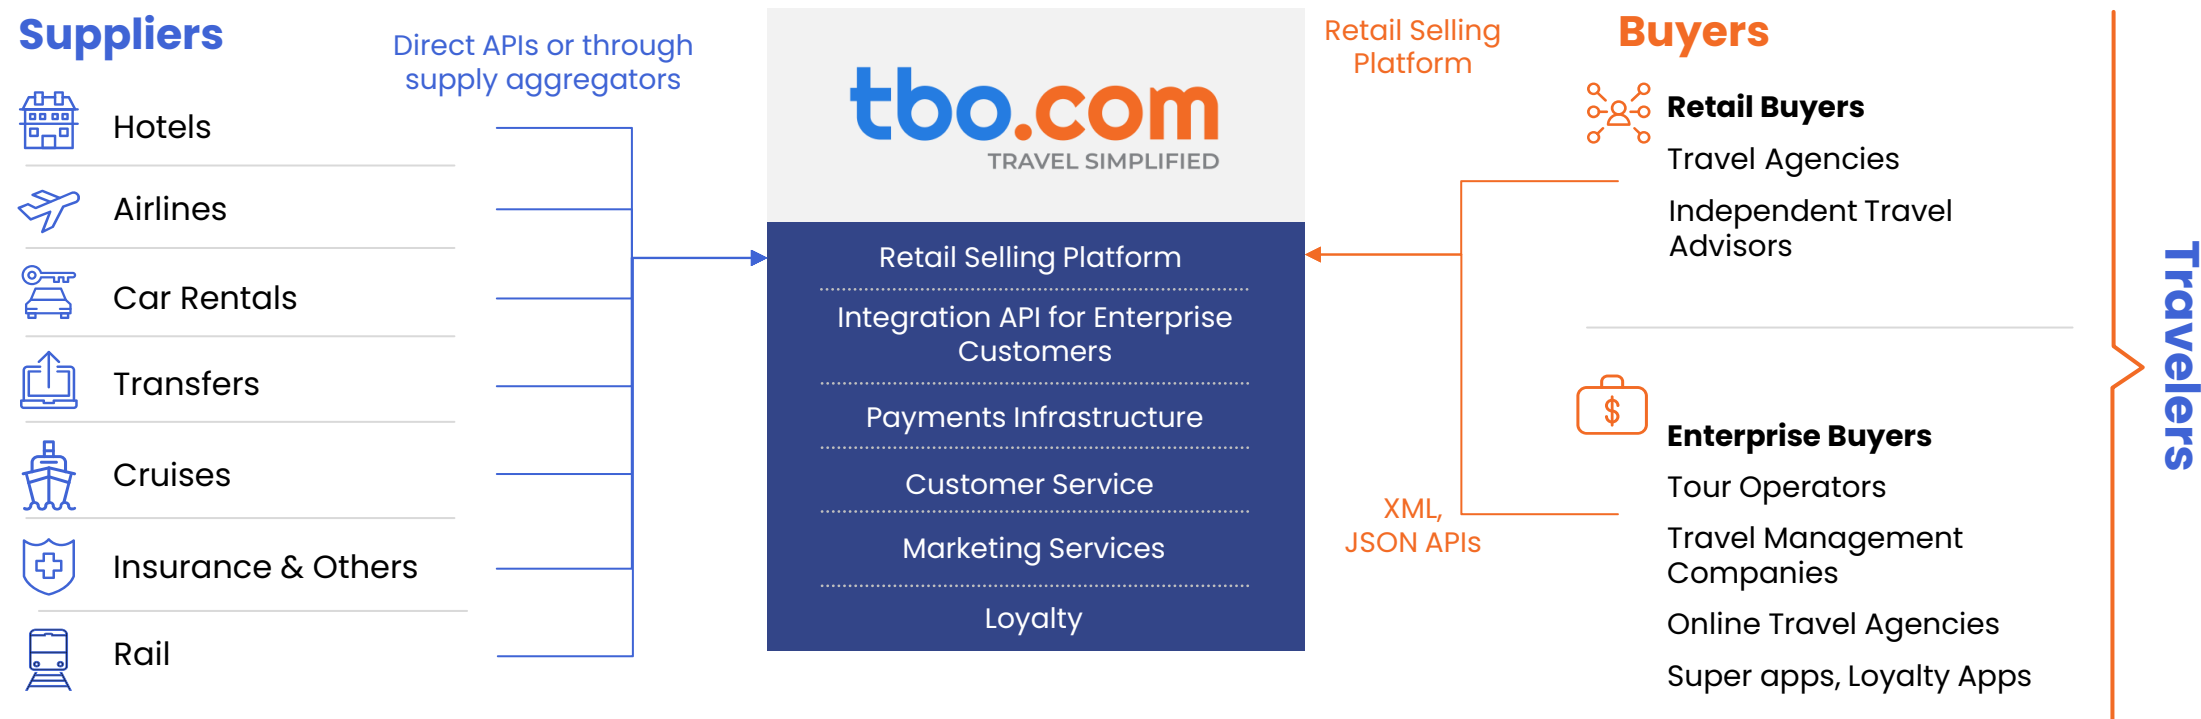 Suppliers
Direct APIs or through
supply aggregators
Hotels
Airlines
Car Rentals
Transfers
Cruises
Insurance & Others
Rail
tbo.com
TRAVEL SIMPLIFIED
Retail Selling Platform
Integration API for Enterprise
Customers
Payments Infrastructure
Customer Service
Marketing Services
Loyalty
Retail Selling
Platform
XML,
JSON APIs
Buyers
Retail Buyers
Travel Agencies
Independent Travel
Advisors
$
Enterprise Buyers
Tour Operators
Travel Management
Companies
Online Travel Agencies
Super apps, Loyalty Apps
Travelers